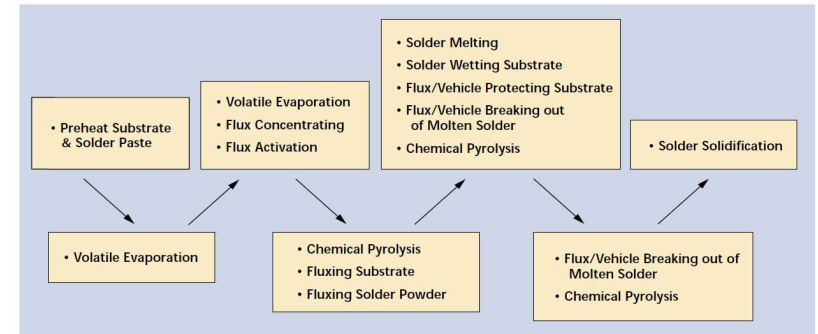 • Preheat Substrate
& Solder Paste
• Volatile Evaporation
• Volatile Evaporation
• Flux Concentrating
• Flux Activation
• Chemical Pyrolysis
• Fluxing Substrate
• Fluxing Solder Powder
• Solder Melting
• Solder Wetting Substrate
• Flux/Vehicle Protecting Substrate
• Flux/Vehicle Breaking out
of Molten Solder
• Chemical Pyrolysis
• Flux/Vehicle Breaking out of
Molten Solder
• Chemical Pyrolysis
• Solder Solidification